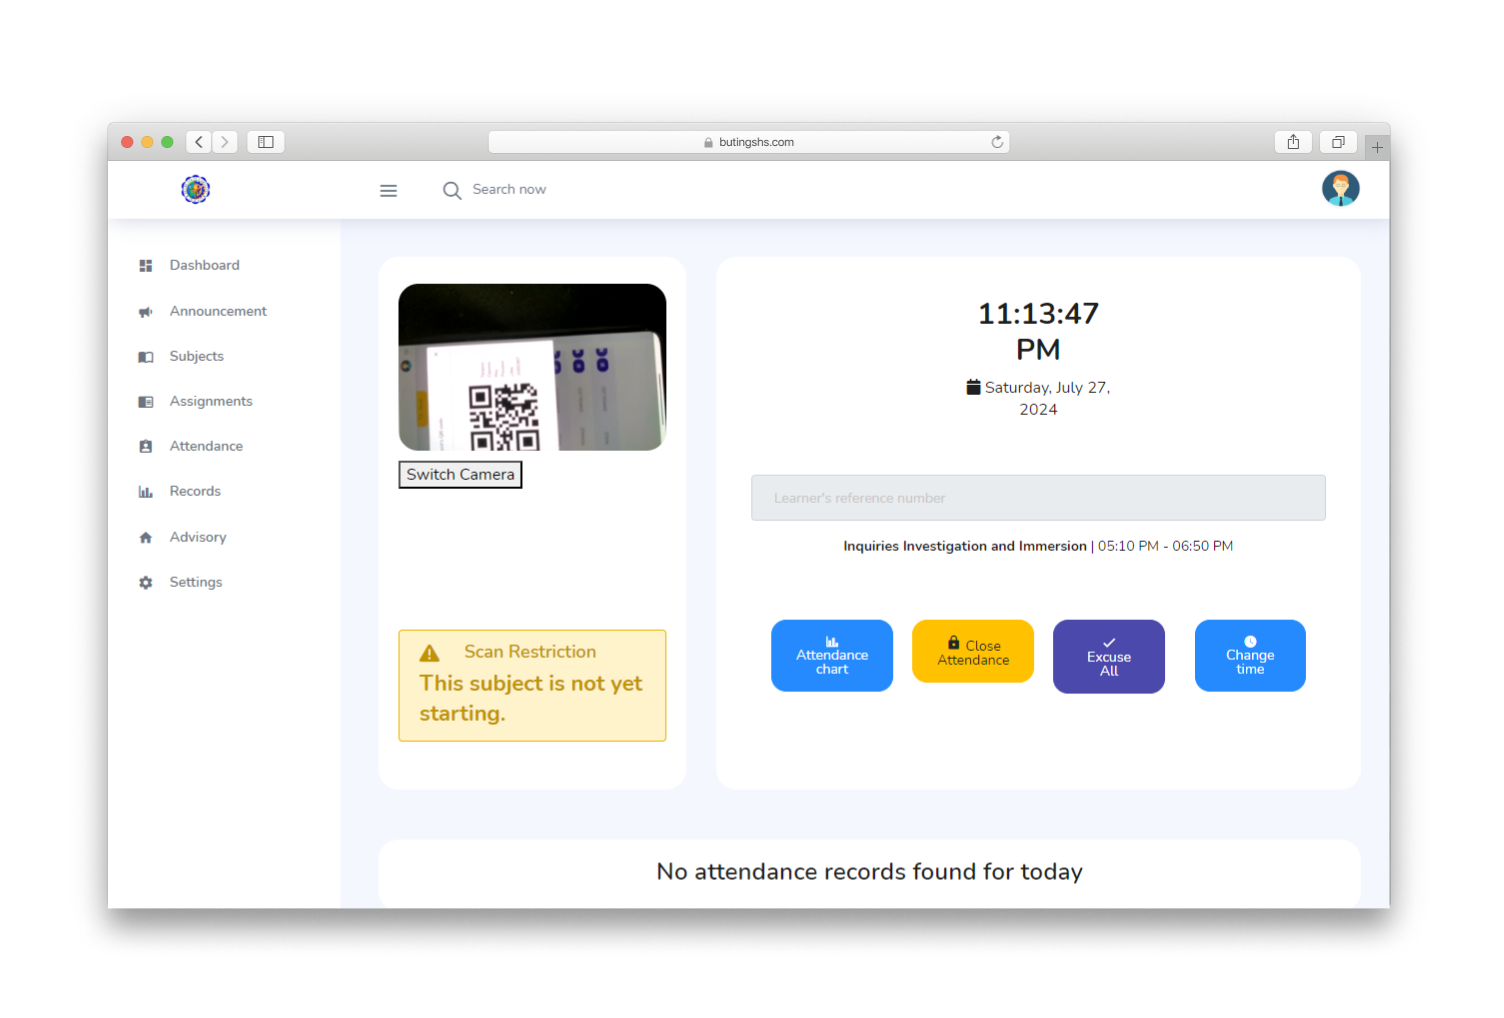 butingshs.com
Search now
Dashboard
Announcement
Subjects
Assignments
Attendance
Records
Advisory
Settings
Switch Camera
Scan Restriction
This subject is not yet
starting.
11:13:47
PM
Saturday, July 27,
2024
Learner's reference number
Inquiries Investigation and Immersion | 05:10 PM - 06:50 PM
Attendance
chart
Close
Attendance
Excuse
All
Change
time
No attendance records found for today